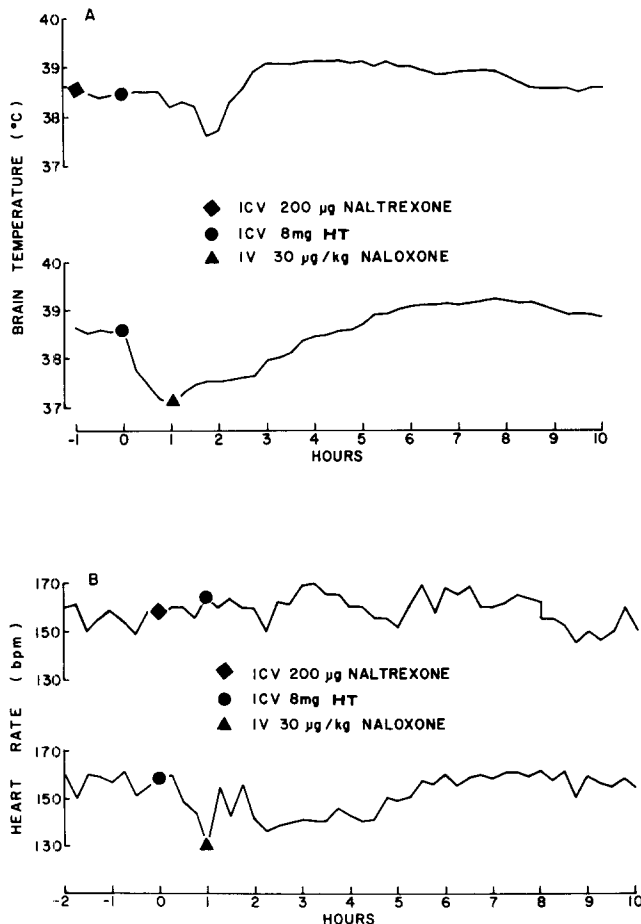 A
40
39
38
37
◆ ICV 200 µg NALTREXONE
● ICV 8mg HT
▲ IV 30 µg/kg NALOXONE
BRAIN TEMPERATURE (°C)
40
39
38
37
-1 0 1 2 3 4 5 6 7 8 9 10
HOURS
B
170
150
130
◆ ICV 200 µg NALTREXONE
● ICV 8mg HT
▲ IV 30 µg/kg NALOXONE
HEART RATE (bpm)
170
150
130
-2 -1 0 1 2 3 4 5 6 7 8 9 10
HOURS